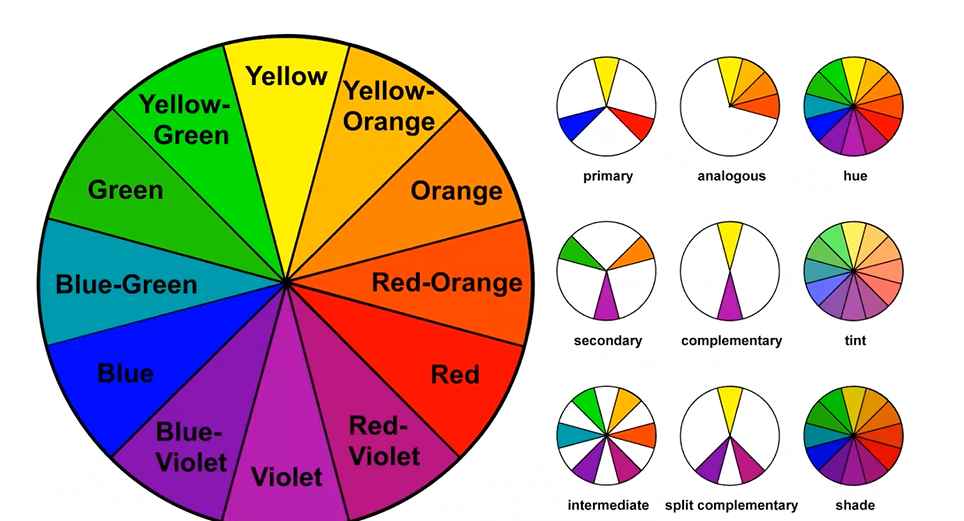 Yellow
Yellow-
Orange
Orange
Red-Orange
Red
Red-
Violet
Violet
Blue-
Violet
Blue
Blue-Green
Green
Yellow-
Green
primary
analogous
hue
secondary
complementary
tint
intermediate
split complementary
shade